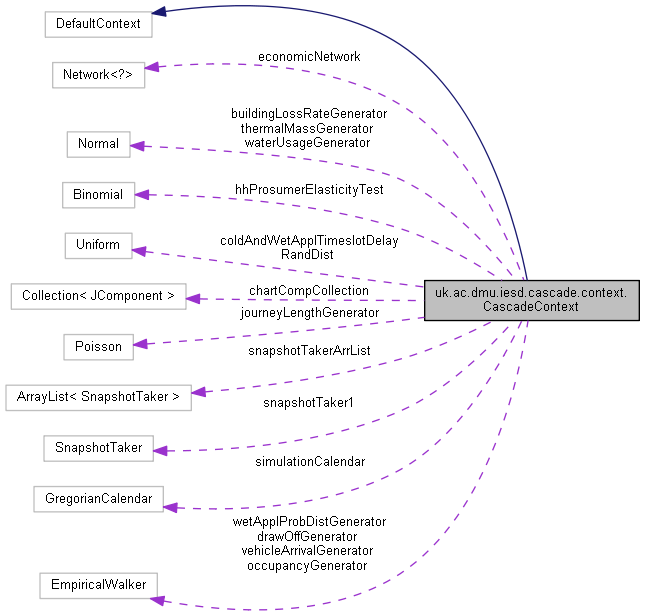 DefaultContext
economicNetwork
Network<?>
buildingLossRateGenerator
thermalMassGenerator
waterUsageGenerator
Normal
hhProsumerElasticityTest
Binomial
coldAndWetApplTimeslotDelay
RandDist
Uniform
uk.ac.dmu.iesd.cascade.context.
CascadeContext
chartCompCollection
Collection< JComponent >
journeyLengthGenerator
Poisson
snapshotTakerArrList
ArrayList< SnapshotTaker >
snapshotTaker1
SnapshotTaker
simulationCalendar
GregorianCalendar
wetApplProbDistGenerator
drawOffGenerator
vehicleArrivalGenerator
occupancyGenerator
EmpiricalWalker